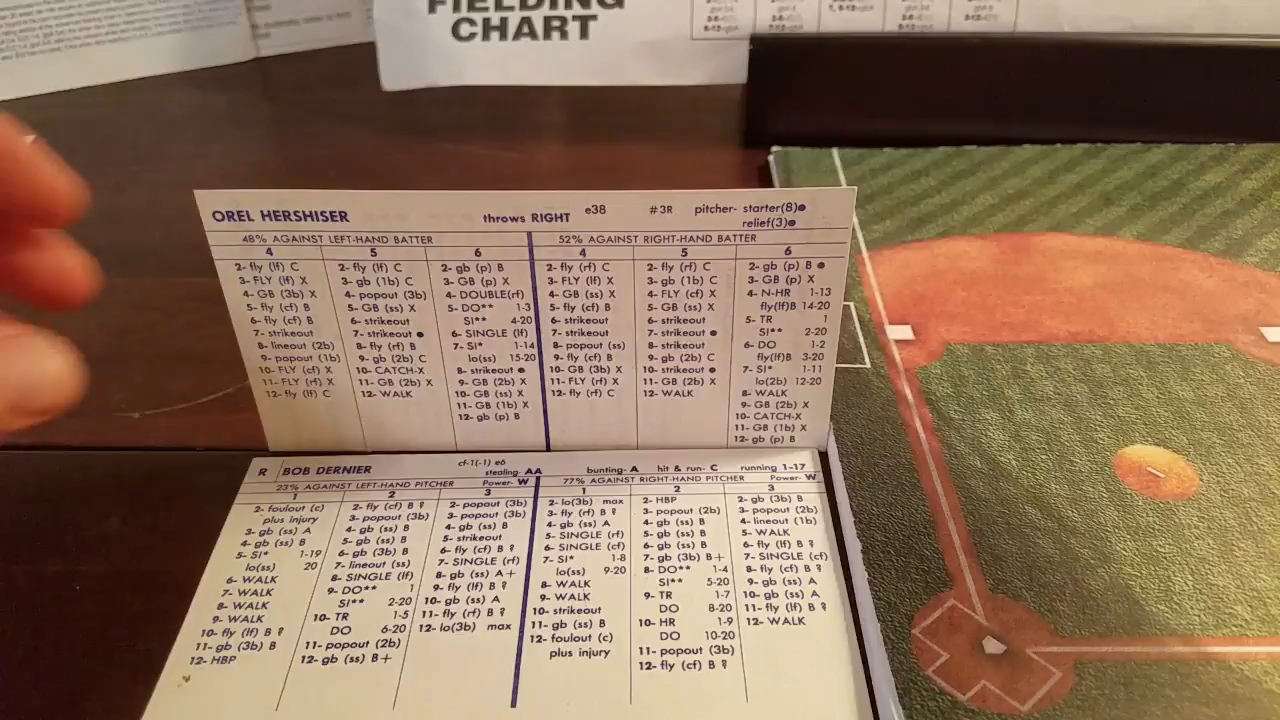 FIELDING
CHART
OREL HERSHISER throws RIGHT e38 #3R pitcher- starter(8)●
relief(3)●
48% AGAINST LEFT-HAND BATTER 52% AGAINST RIGHT-HAND BATTER
4 5 6 4 5 6
2- fly (lf) C
3- FLY (lf) X
4- GB (3b) X
5- fly (cf) B
6- fly (cf) B
7- strikeout
8- lineout (2b)
9- popout (1b)
10- FLY (cf) X
11- FLY (rf) X
12- fly (lf) C
2- fly (lf) C
3- gb (1b) C
4- popout (3b)
5- GB (ss) X
6- strikeout
7- strikeout ●
8- fly (rf) B
9- gb (2b) C
10- CATCH-X
11- GB (2b) X
12- WALK
2- gb (p) B
3- GB (p) X
4- DOUBLE(rf)
5- DO** 1-3
SI** 4-20
6- SINGLE (lf)
7- SI* 1-14
lo(ss) 15-20
8- strikeout ●
9- GB (2b) X
10- GB (ss) X
11- GB (1b) X
12- gb (p) B
2- fly (rf) C
3- FLY (lf) X
4- GB (ss) X
5- fly (cf) B
6- strikeout
7- strikeout
8- popout (ss)
9- fly (cf) B
10- GB (3b) X
11- FLY (rf) X
12- fly (rf) C
2- fly (rf) C
3- gb (1b) C
4- FLY (cf) X
5- GB (ss) X
6- strikeout
7- strikeout ●
8- strikeout
9- gb (2b) C
10- strikeout ●
11- GB (2b) X
12- WALK
2- gb (p) B ●
3- GB (p) X
4- N-HR 1-13
fly(lf)B 14-20
5- TR 1
SI** 2-20
6- DO 1-2
fly(lf)B 3-20
7- SI* 1-11
lo(2b) 12-20
8- WALK
9- GB (2b) X
10- CATCH-X
11- GB (1b) X
12- gb (p) B
R BOB DERNIER cf-1(-1) e6
stealing- AA bunting- A hit & run- C running 1-17
23% AGAINST LEFT-HAND PITCHER Power- W 77% AGAINST RIGHT-HAND PITCHER Power- W
1 2 3 1 2 3
2- foulout (c)
plus injury
3- gb (ss) A
4- gb (ss) B
5- SI* 1-19
lo(ss) 20
6- WALK
7- WALK
8- WALK
9- WALK
10- fly (lf) B ?
11- gb (3b) B
12- HBP
2- fly (cf) B ?
3- popout (3b)
4- gb (ss) B
5- gb (ss) B
6- gb (3b) B
7- lineout (ss)
8- SINGLE (lf)
9- DO** 1
SI** 2-20
10- TR 1-5
DO 6-20
11- popout (2b)
12- gb (ss) B+
2- popout (3b)
3- popout (3b)
4- gb (ss) B
5- strikeout
6- fly (cf) B ?
7- SINGLE (rf)
8- gb (ss) A+
9- fly (lf) B ?
10- gb (ss) A
11- fly (rf) B ?
12- lo(3b) max
2- lo(3b) max
3- fly (rf) B ?
4- gb (ss) A
5- SINGLE (rf)
6- SINGLE (cf)
7- SI* 1-8
lo(ss) 9-20
8- WALK
9- WALK
10- strikeout
11- gb (ss) B
12- foulout (c)
plus injury
2- HBP
3- popout (2b)
4- gb (ss) B
5- gb (ss) B
6- gb (ss) B
7- gb (3b) B+
8- DO** 1-4
SI** 5-20
9- TR 1-7
DO 8-20
10- HR 1-9
DO 10-20
11- popout (3b)
12- fly (cf) B ?
2- gb (3b) B
3- popout (2b)
4- lineout (1b)
5- WALK
6- fly (lf) B ?
7- SINGLE (cf)
8- fly (cf) B ?
9- gb (ss) A
10- gb (ss) A
11- fly (lf) B ?
12- WALK